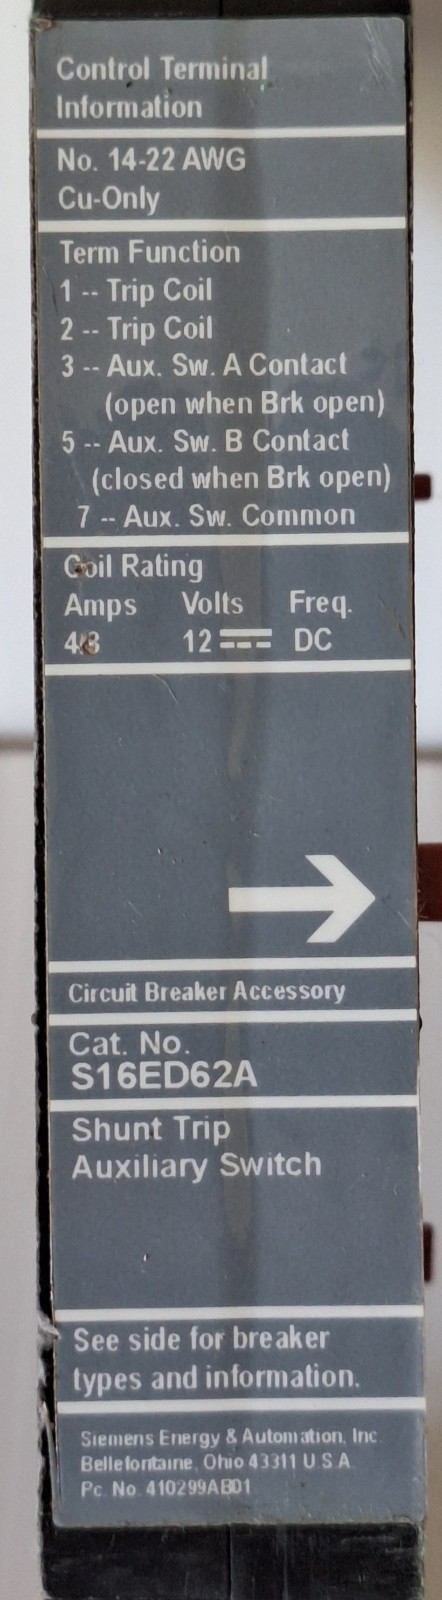 Control Terminal
Information
No. 14-22 AWG
Cu-Only
Term Function
1 -- Trip Coil
2 -- Trip Coil
3 -- Aux. Sw. A Contact
(open when Brk open)
5 -- Aux. Sw. B Contact
(closed when Brk open)
7 -- Aux. Sw. Common
Coil Rating
Amps Volts Freq.
12 DC
Circuit Breaker Accessory
Cat. No.
S16ED62A
Shunt Trip
Auxiliary Switch
See side for breaker
types and information.
Siemens Energy & Automation, Inc.
Bellefontaine, Ohio 43311 U.S.A.
Pc. No. 410299AB01